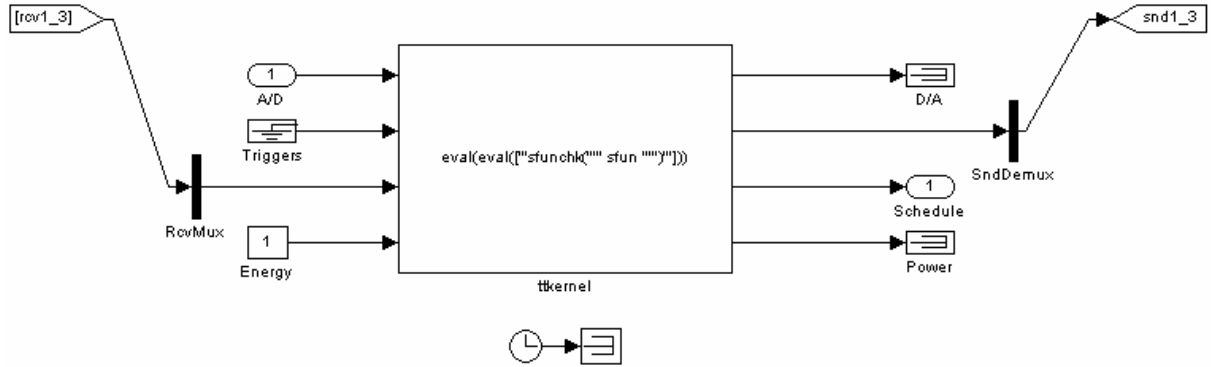 [rcv1_3]
snd1_3
1
A/D
D/A
Triggers
eval(eval(["'sfunchk("'" sfun "'")'"]))
SndDemux
1
Schedule
RcvMux
1
Energy
Power
ttkernel